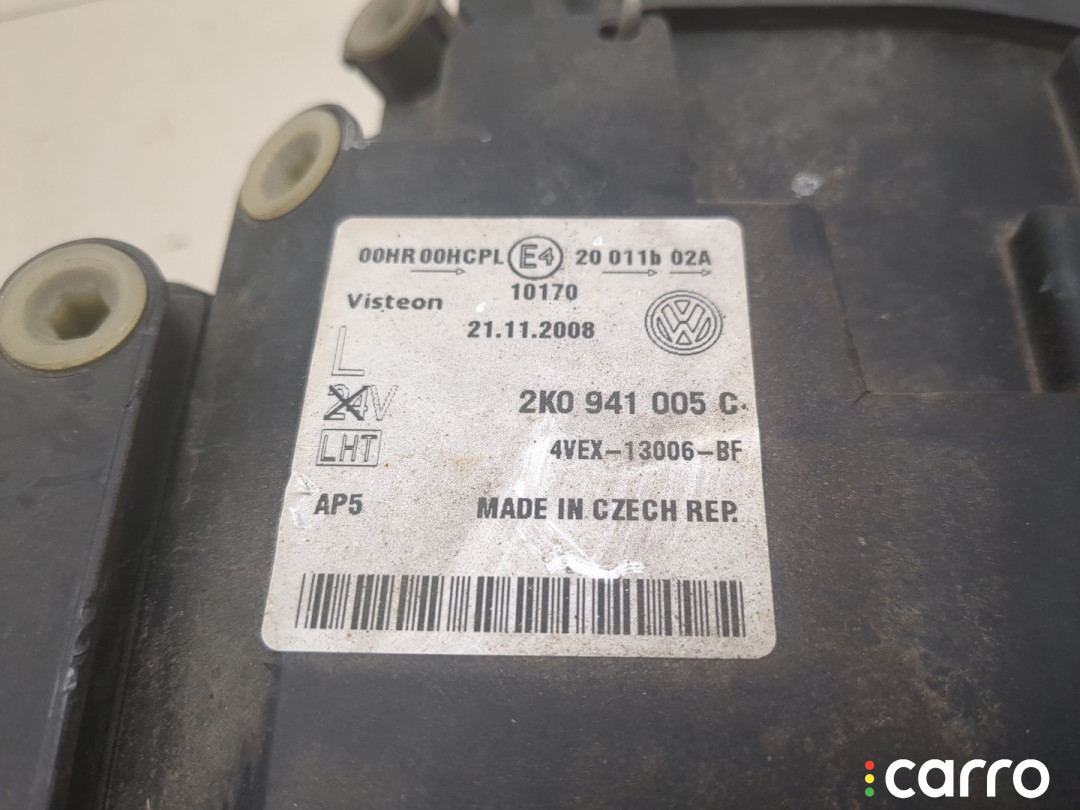 00HR 00HCPL E4 20 011b 02A
10170
Visteon
21.11.2008
L
24V
2K0 941 005 C
LHT
4VEX-13006-BF
AP5
MADE IN CZECH REP.
carro